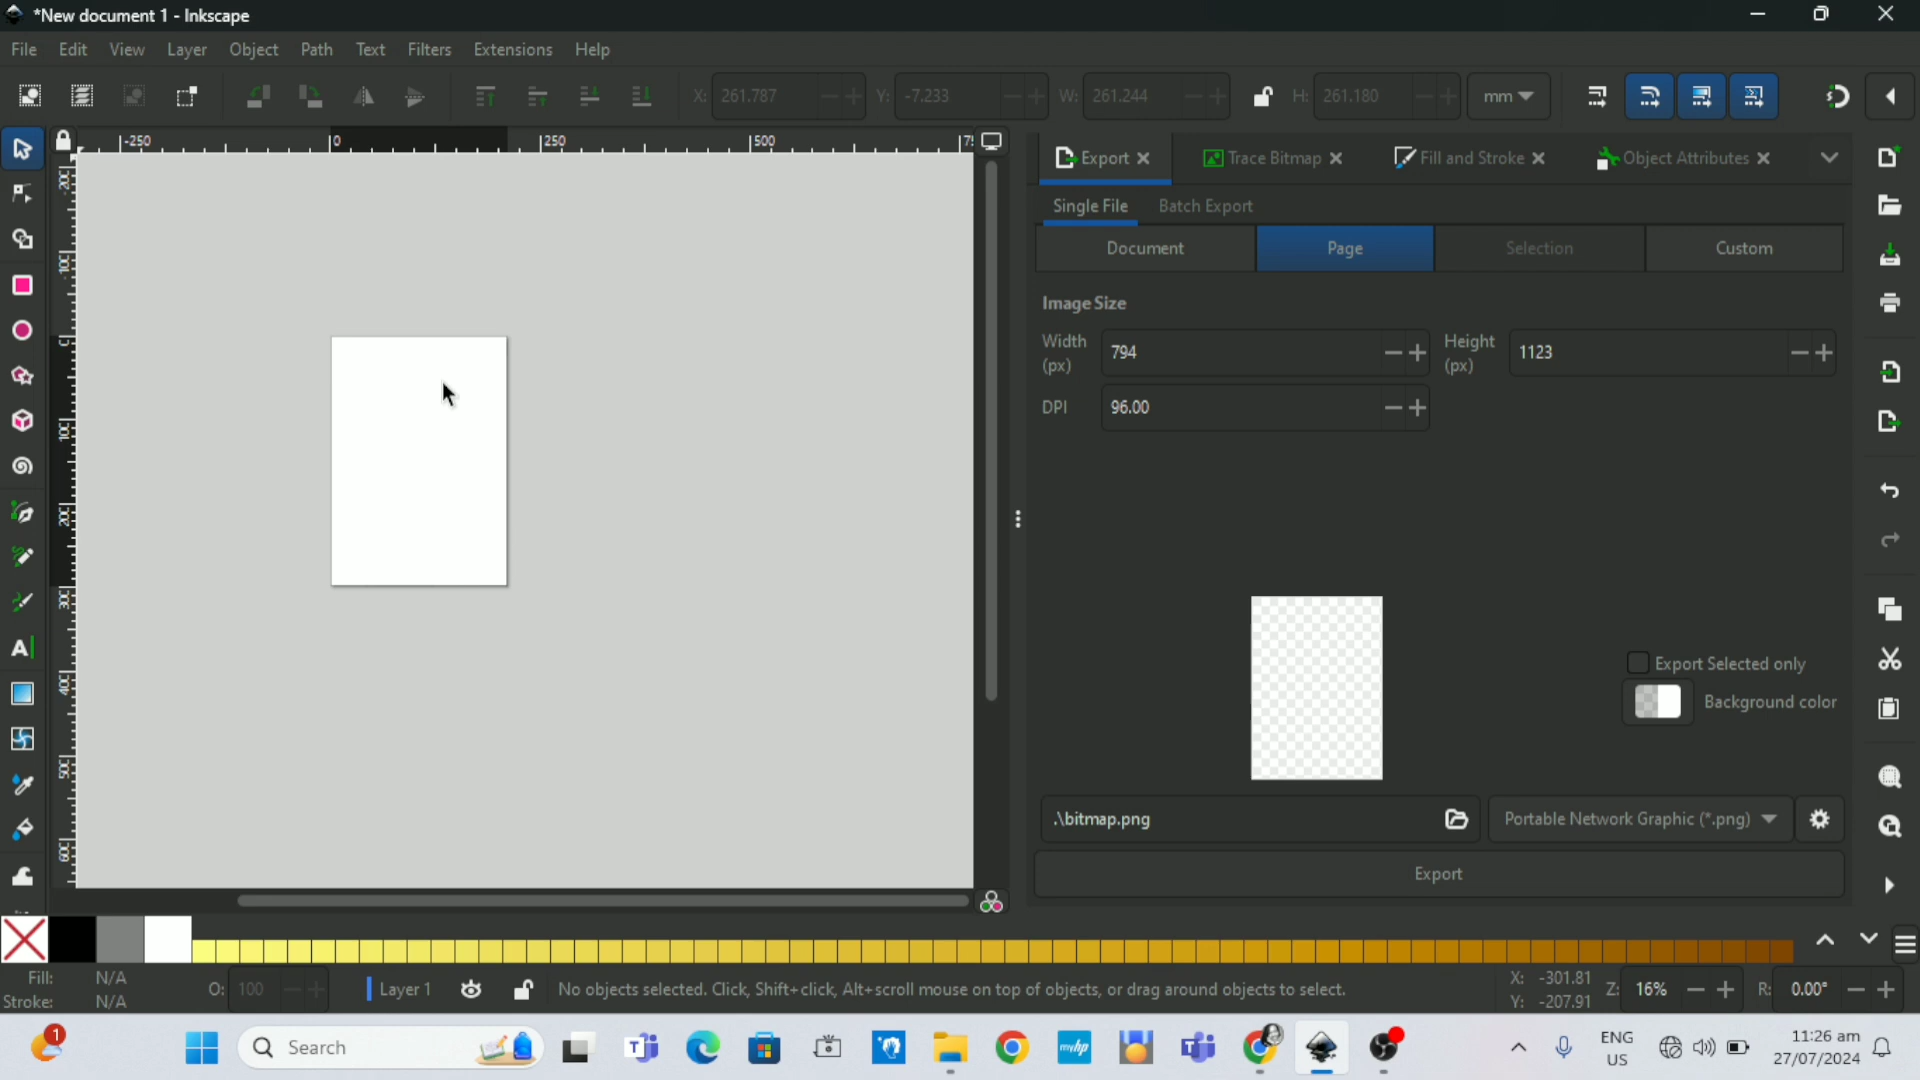 *New document 1 - Inkscape
File Edit View Layer Object Path Text Filters Extensions Help
X: 261.787 Y: -7.233 W: 261.244 H: 261.180 mm
-250 0 250 500
Export Trace Bitmap Fill and Stroke Object Attributes
Single File Batch Export
Document Page Selection Custom
Image Size
Width (px) 794 Height (px) 1123
DPI 96.00
Export Selected only
Background color
.\bitmap.png Portable Network Graphic (*.png)
Export
Fill: N/A
Stroke: N/A
O: 100 Layer 1 No objects selected. Click, Shift+click, Alt+scroll mouse on top of objects, or drag around objects to select.
X: -301.81
Y: -207.91
Z: 16% R: 0.00°
1 Search myhp ENG US 11:26 am
27/07/2024